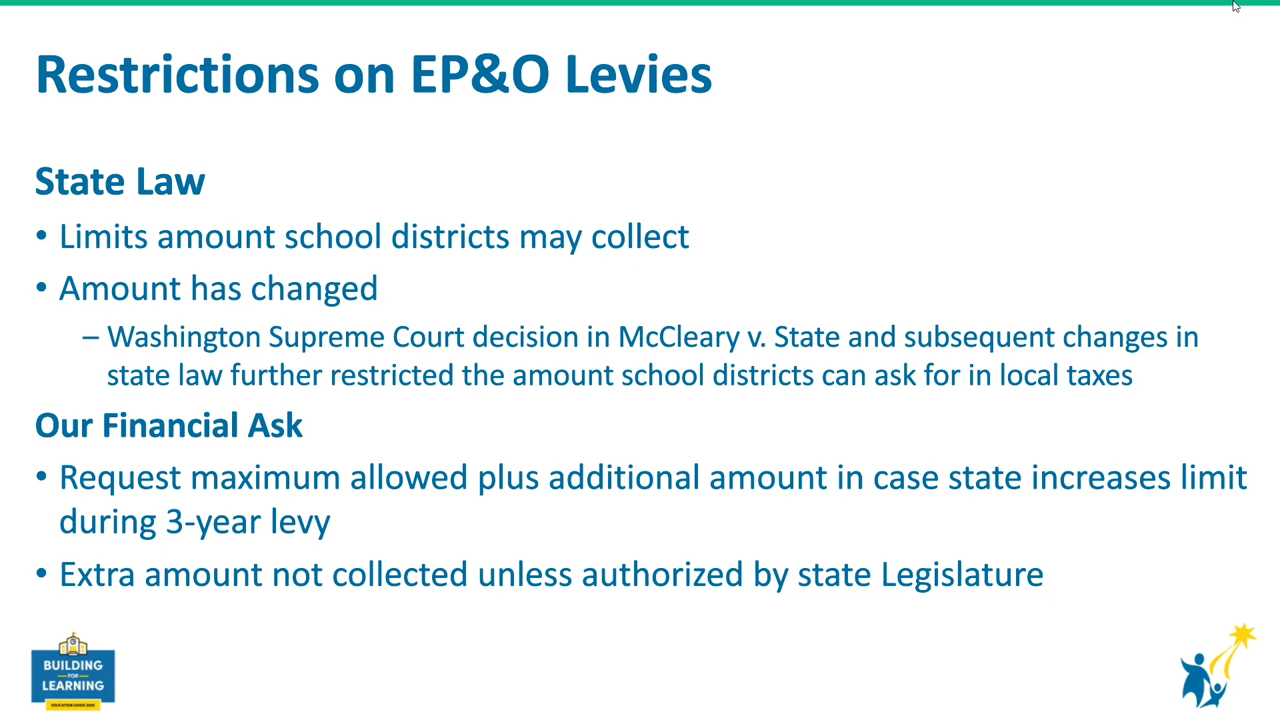 Restrictions on EP&O Levies
State Law
• Limits amount school districts may collect
• Amount has changed
– Washington Supreme Court decision in McCleary v. State and subsequent changes in
state law further restricted the amount school districts can ask for in local taxes
Our Financial Ask
• Request maximum allowed plus additional amount in case state increases limit
during 3-year levy
• Extra amount not collected unless authorized by state Legislature
BUILDING
FOR
LEARNING